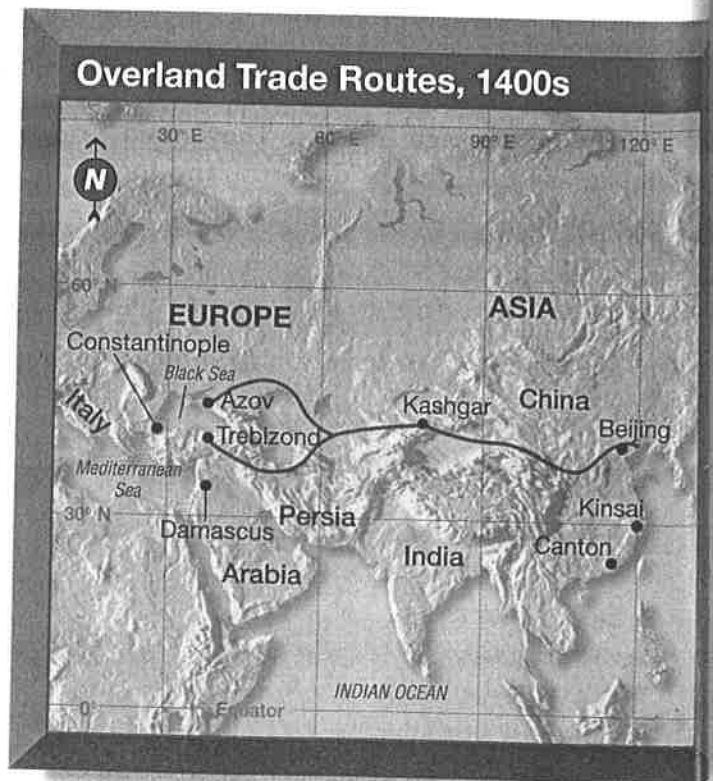 Overland Trade Routes, 1400s
30° E
60° E
90° E
120° E
N
60° N
EUROPE
ASIA
Constantinople
Black Sea
Italy
Azov
Kashgar
China
Trebizond
Beijing
Mediterranean
Sea
30° N
Persia
Kinsai
Damascus
India
Canton
Arabia
INDIAN OCEAN
0°
Equator